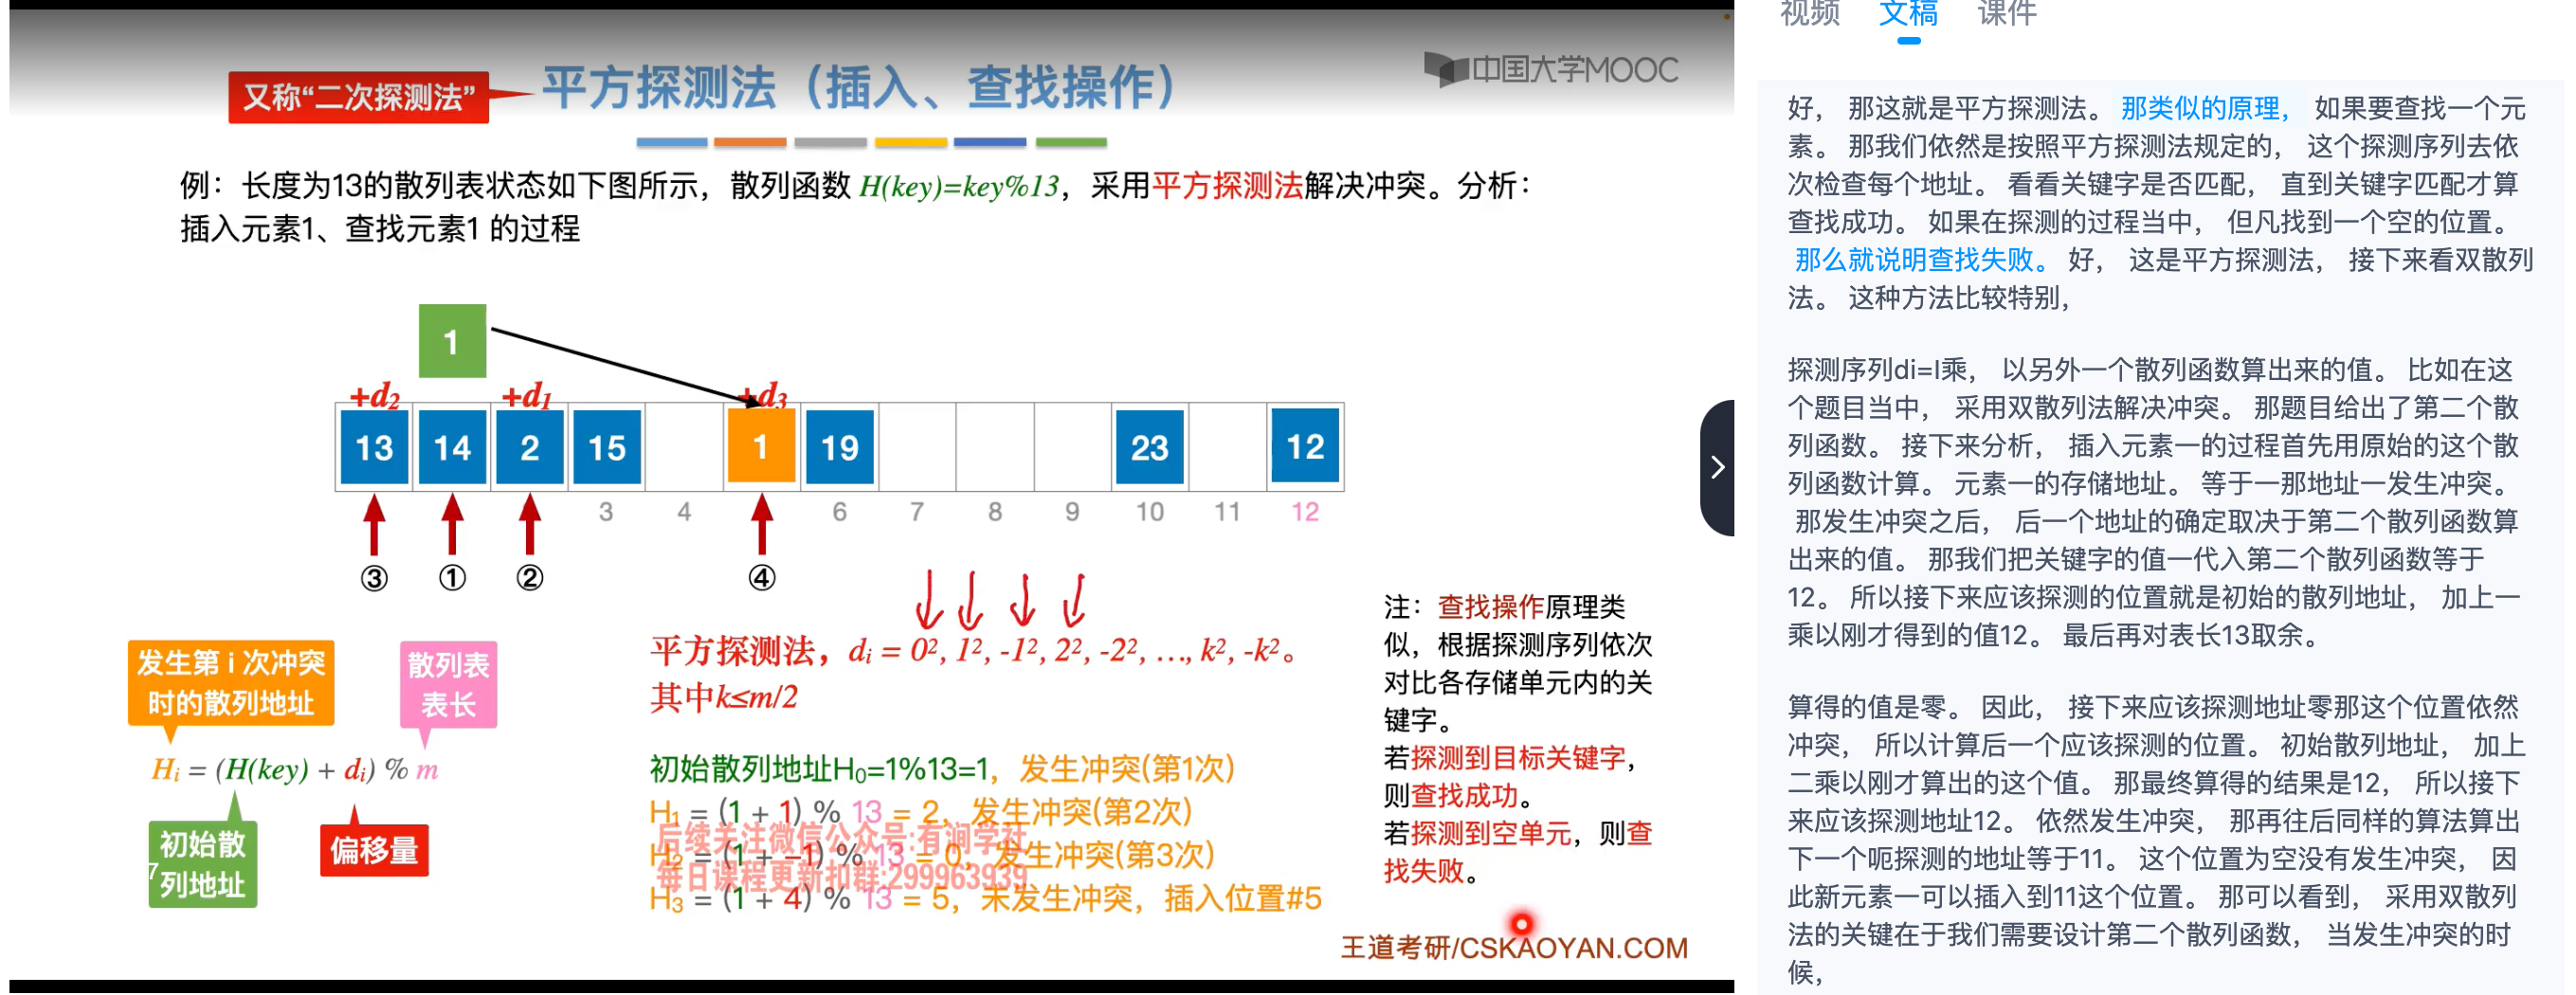 又称“二次探测法”
平方探测法（插入、查找操作）
中国大学MOOC
例：长度为13的散列表状态如下图所示，散列函数 H(key)=key%13，采用平方探测法解决冲突。分析：
插入元素1、查找元素1 的过程
1
+d₂ +d₁ +d₃
13 14 2 15 1 19 23 12
3 4 6 7 8 9 10 11 12
③ ① ② ④
发生第 i 次冲突
时的散列地址
散列表
表长
Hᵢ = (H(key) + dᵢ) % m
初始散
列地址
7
偏移量
平方探测法，dᵢ = 0², 1², -1², 2², -2², …, k², -k²。
其中k≤m/2
初始散列地址H₀=1%13=1，发生冲突(第1次)
H₁ = (1 + 1) % 13 = 2，发生冲突(第2次)
后续关注微信公众号:有涧学社
H₂ = (1 + −1) % 13 = 0，发生冲突(第3次)
每日课程更新扣群:299963939
H₃ = (1 + 4) % 13 = 5，未发生冲突，插入位置#5
注：查找操作原理类
似，根据探测序列依次
对比各存储单元内的关
键字。
若探测到目标关键字，
则查找成功。
若探测到空单元，则查
找失败。
王道考研/CSKAOYAN.COM
视频 文稿 课件
好， 那这就是平方探测法。 那类似的原理， 如果要查找一个元
素。 那我们依然是按照平方探测法规定的， 这个探测序列去依
次检查每个地址。 看看关键字是否匹配， 直到关键字匹配才算
查找成功。 如果在探测的过程当中， 但凡找到一个空的位置。
那么就说明查找失败。 好， 这是平方探测法， 接下来看双散列
法。 这种方法比较特别，
探测序列di=I乘， 以另外一个散列函数算出来的值。 比如在这
个题目当中， 采用双散列法解决冲突。 那题目给出了第二个散
列函数。 接下来分析， 插入元素一的过程首先用原始的这个散
列函数计算。 元素一的存储地址。 等于一那地址一发生冲突。
那发生冲突之后， 后一个地址的确定取决于第二个散列函数算
出来的值。 那我们把关键字的值一代入第二个散列函数等于
12。 所以接下来应该探测的位置就是初始的散列地址， 加上一
乘以刚才得到的值12。 最后再对表长13取余。
算得的值是零。 因此， 接下来应该探测地址零那这个位置依然
冲突， 所以计算后一个应该探测的位置。 初始散列地址， 加上
二乘以刚才算出的这个值。 那最终算得的结果是12， 所以接下
来应该探测地址12。 依然发生冲突， 那再往后同样的算法算出
下一个呃探测的地址等于11。 这个位置为空没有发生冲突， 因
此新元素一可以插入到11这个位置。 那可以看到， 采用双散列
法的关键在于我们需要设计第二个散列函数， 当发生冲突的时
候，